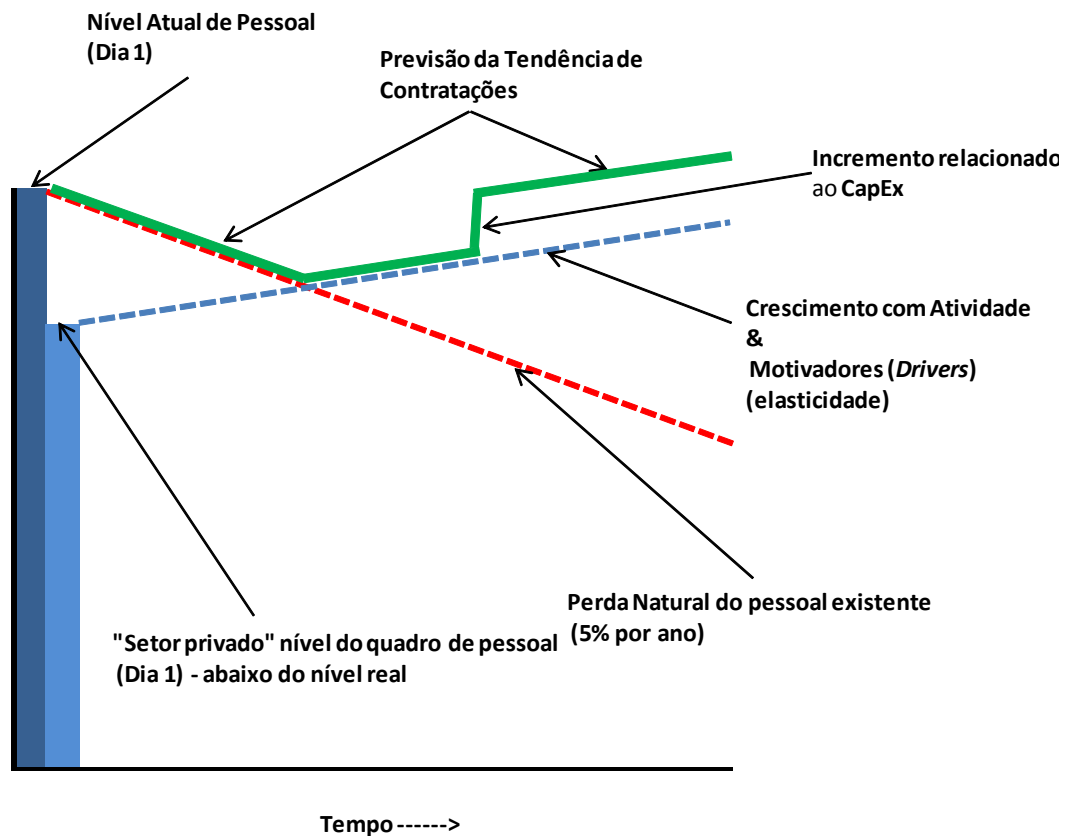 Nível Atual de Pessoal
(Dia 1)
Previsão da Tendência de
Contratações
Incremento relacionado
ao CapEx
Crescimento com Atividade
&
Motivadores (Drivers)
(elasticidade)
Perda Natural do pessoal existente
(5% por ano)
"Setor privado" nível do quadro de pessoal
(Dia 1) - abaixo do nível real
Tempo ------>